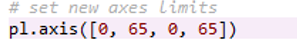 # set new axes limits
pl.axis([0, 65, 0, 65])